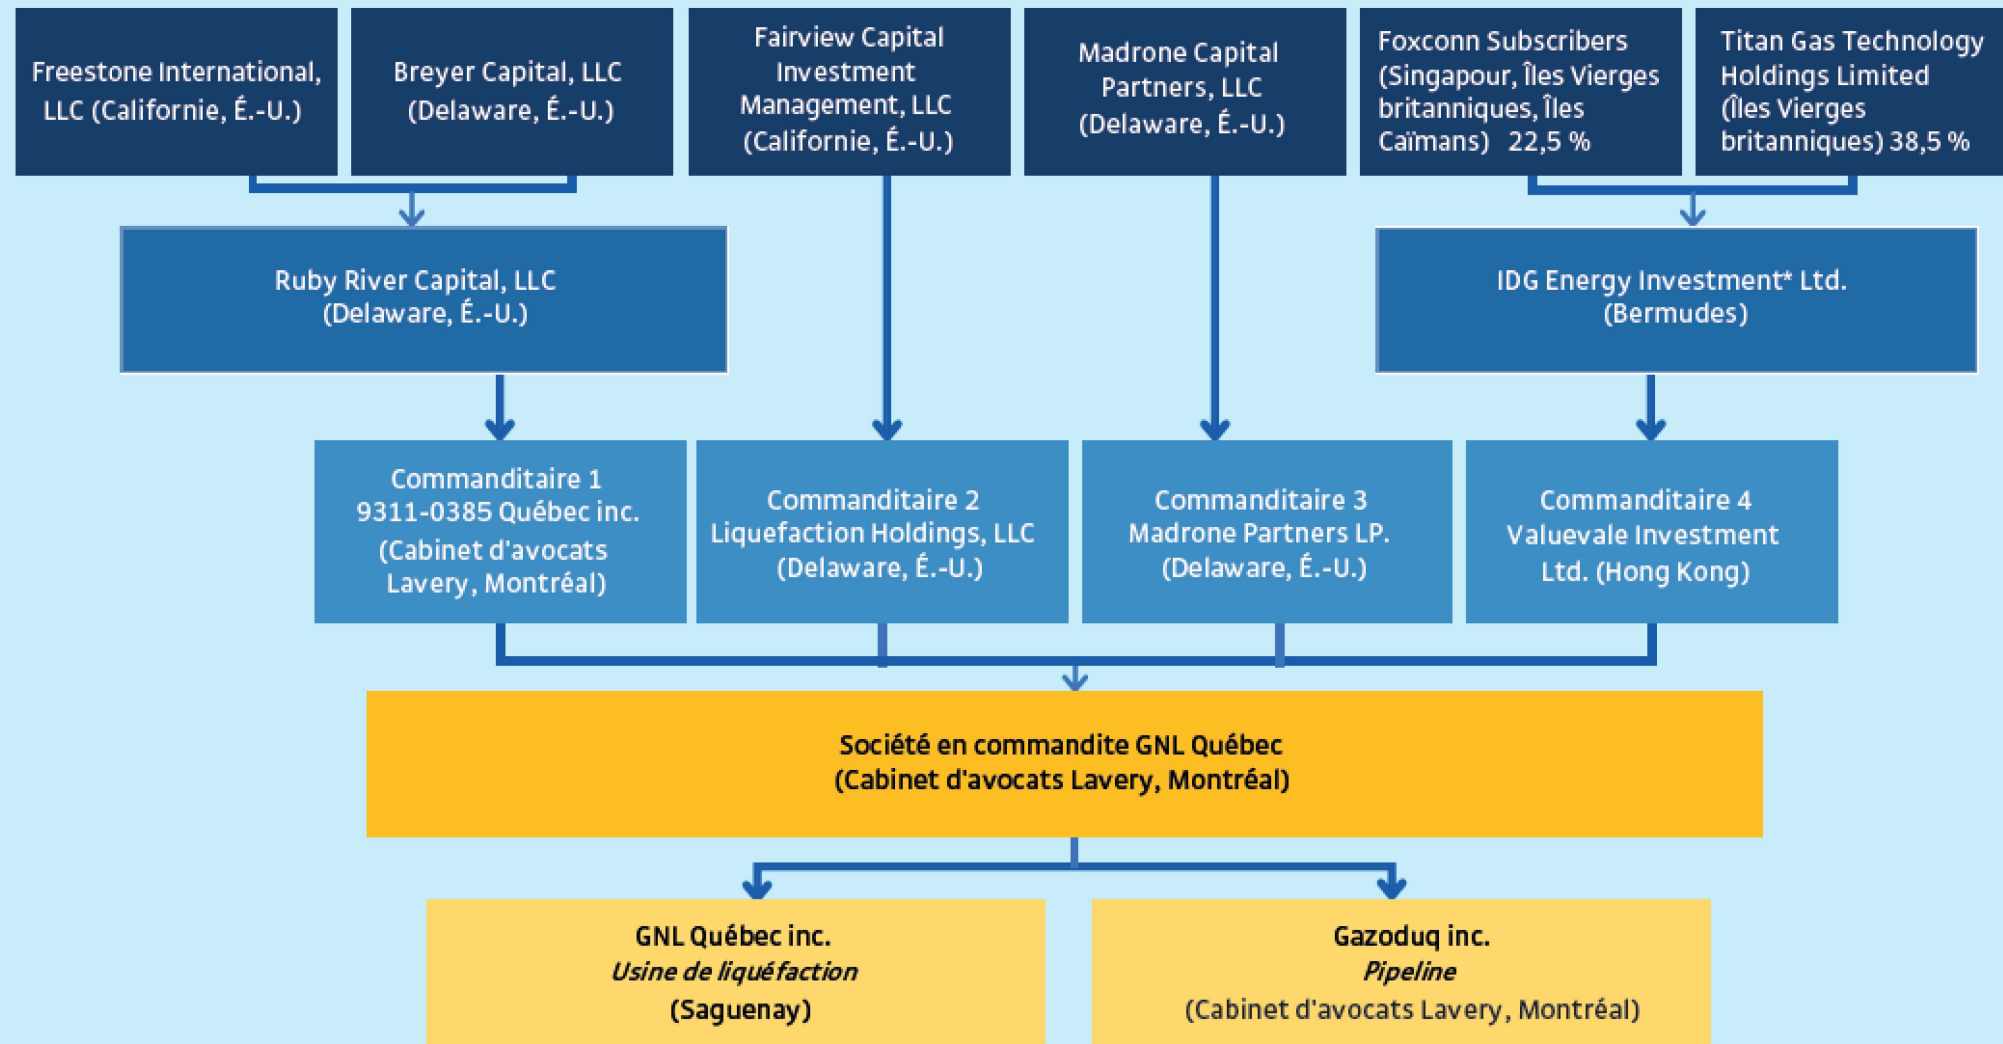 Freestone International,
LLC (Californie, É.-U.)
Breyer Capital, LLC
(Delaware, É.-U.)
Fairview Capital
Investment
Management, LLC
(Californie, É.-U.)
Madrone Capital
Partners, LLC
(Delaware, É.-U.)
Foxconn Subscribers
(Singapour, Îles Vierges
britanniques, Îles
Caïmans) 22,5 %
Titan Gas Technology
Holdings Limited
(Îles Vierges
britanniques) 38,5 %
Ruby River Capital, LLC
(Delaware, É.-U.)
IDG Energy Investment* Ltd.
(Bermudes)
Commanditaire 1
9311-0385 Québec inc.
(Cabinet d'avocats
Lavery, Montréal)
Commanditaire 2
Liquefaction Holdings, LLC
(Delaware, É.-U.)
Commanditaire 3
Madrone Partners LP.
(Delaware, É.-U.)
Commanditaire 4
Valuevale Investment
Ltd. (Hong Kong)
Société en commandite GNL Québec
(Cabinet d'avocats Lavery, Montréal)
GNL Québec inc.
Usine de liquéfaction
(Saguenay)
Gazoduq inc.
Pipeline
(Cabinet d'avocats Lavery, Montréal)